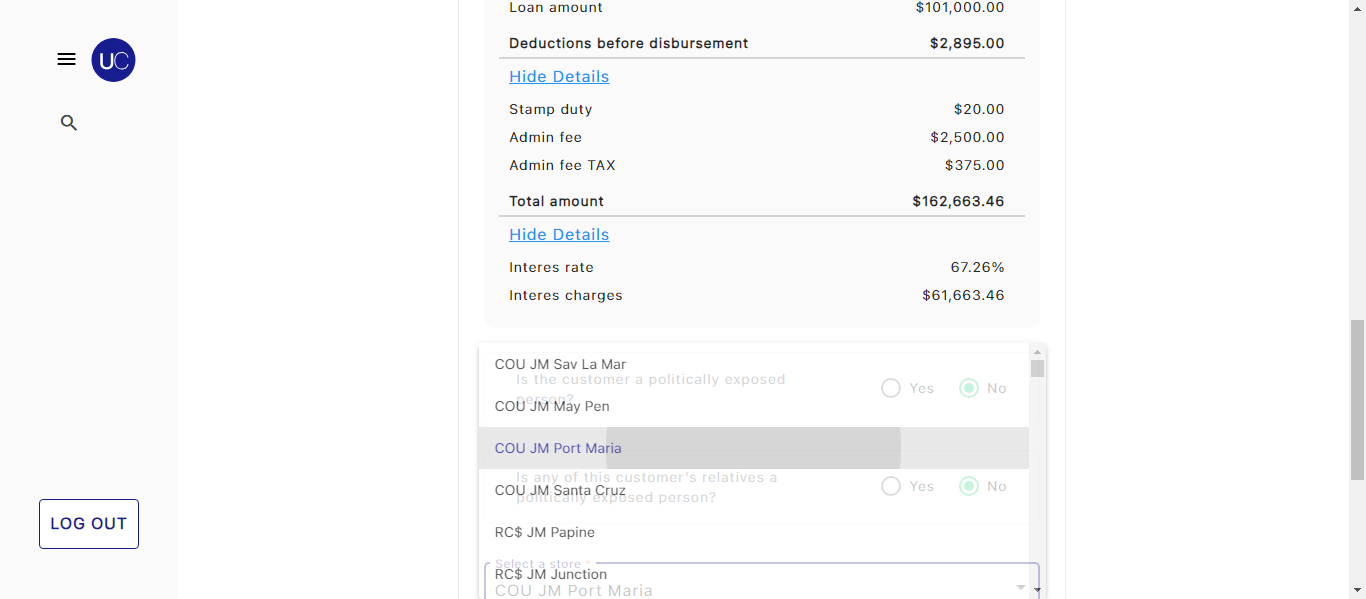 Loan amount $101,000.00
Deductions before disbursement $2,895.00
UC
Hide Details
Stamp duty $20.00
Admin fee $2,500.00
Admin fee TAX $375.00
Total amount $162,663.46
Hide Details
Interes rate 67.26%
Interes charges $61,663.46
COU JM Sav La Mar
Is the customer a politically exposed
person?
Yes No
COU JM May Pen
COU JM Port Maria
Is any of this customer's relatives a
politically exposed person?
Yes No
COU JM Santa Cruz
RC$ JM Papine
Select a store *
RC$ JM Junction
COU JM Port Maria
LOG OUT